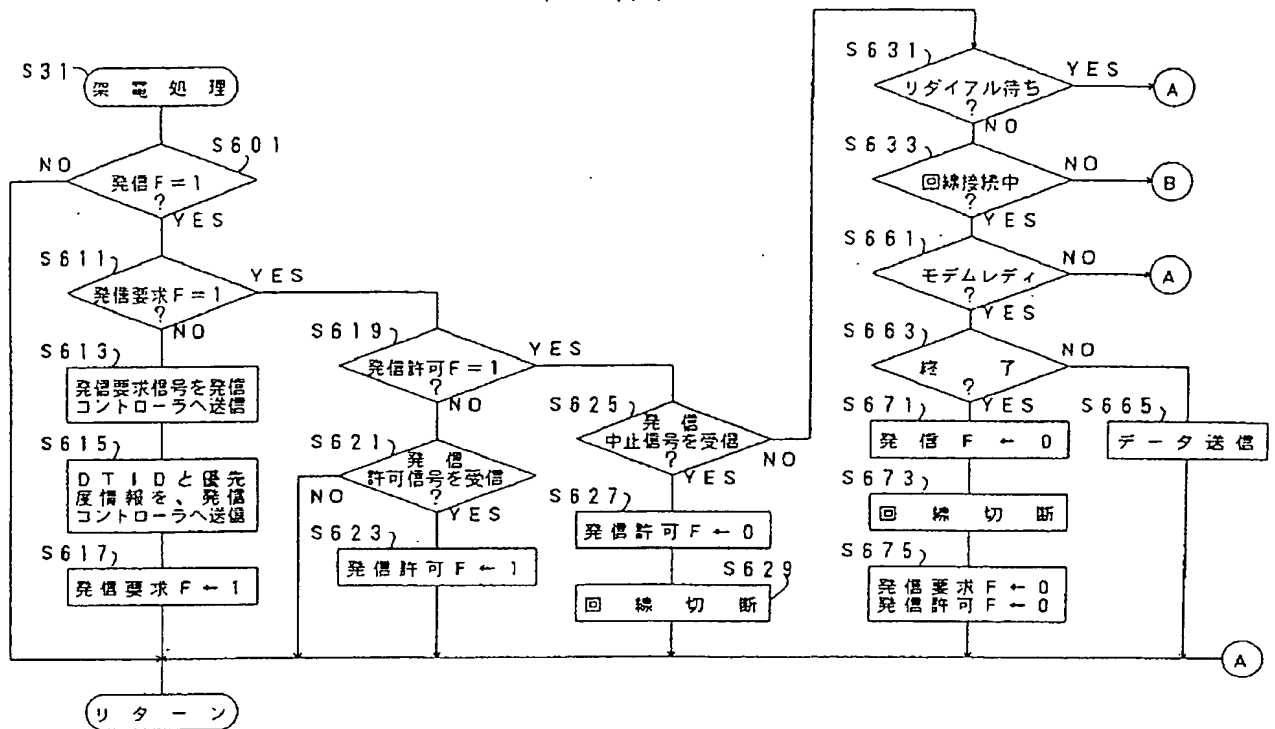 S31
架電処理
S601
NO
発信F=1
?
YES
S611
YES
発信要求F=1
?
NO
S613
発信要求信号を発信
コントローラへ送信
S615
DTIDと優先
度情報を、発信
コントローラへ送信
S617
発信要求F←1
リターン
S619
YES
発信許可F=1
?
NO
S621
発信
許可信号を受信
?
NO
YES
S623
発信許可F←1
S625
発信
中止信号を受信
?
NO
YES
S627
発信許可F←0
S629
回線切断
S631
YES
リダイアル待ち
?
A
NO
S633
NO
回線接続中
?
B
YES
S661
NO
モデムレディ
?
A
YES
S663
NO
終了
?
YES
S665
データ送信
S671
発信F←0
S673
回線切断
S675
発信要求F←0
発信許可F←0
A